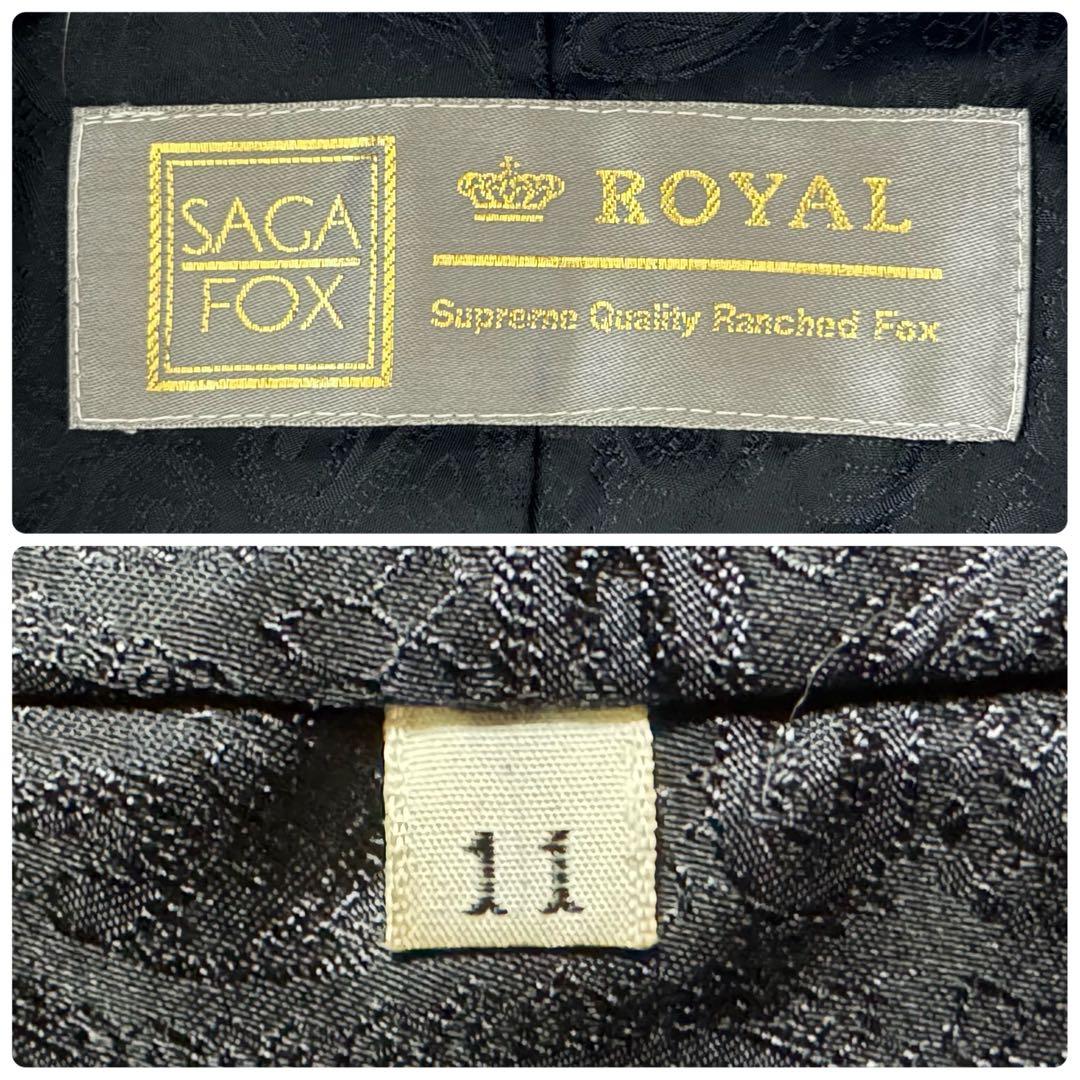 SAGA
FOX
ROYAL
Supreme Quality Ranched Fox
11